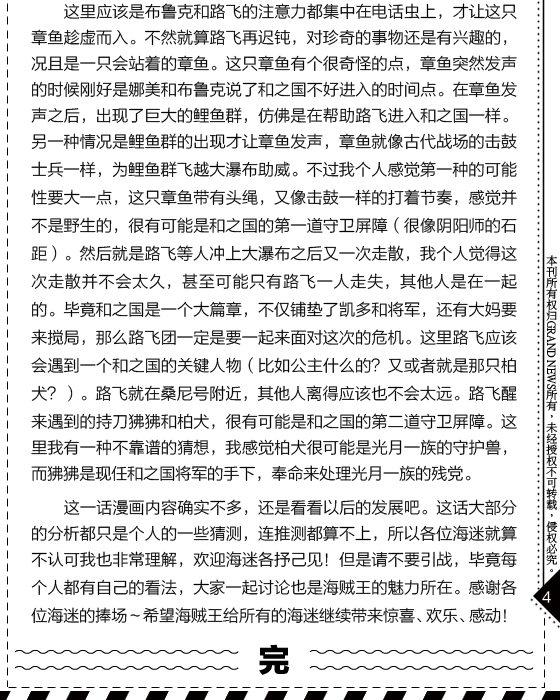 这里应该是布鲁克和路飞的注意力都集中在电话虫上，才让这只
章鱼趁虚而入。不然就算路飞再迟钝，对珍奇的事物还是有兴趣的，
况且是一只会站着的章鱼。这只章鱼有个很奇怪的点，章鱼突然发声
的时候刚好是娜美和布鲁克说了和之国不好进入的时间点。在章鱼发
声之后，出现了巨大的鲤鱼群，仿佛是在帮助路飞进入和之国一样。
另一种情况是鲤鱼群的出现才让章鱼发声，章鱼就像古代战场的击鼓
士兵一样，为鲤鱼群飞越大瀑布助威。不过我个人感觉第一种的可能
性要大一点，这只章鱼带有头绳，又像击鼓一样的打着节奏，感觉并
不是野生的，很有可能是和之国的第一道守卫屏障（很像阴阳师的石
距）。然后就是路飞等人冲上大瀑布之后又一次走散，我个人觉得这
次走散并不会太久，甚至可能只有路飞一人走失，其他人是在一起
的。毕竟和之国是一个大篇章，不仅铺垫了凯多和将军，还有大妈要
来搅局，那么路飞团一定是要一起来面对这次的危机。这里路飞应该
会遇到一个和之国的关键人物（比如公主什么的？又或者就是那只柏
犬？）。路飞就在桑尼号附近，其他人离得应该也不会太远。路飞醒
来遇到的持刀狒狒和柏犬，很有可能是和之国的第二道守卫屏障。这
里我有一种不靠谱的猜想，我感觉柏犬很可能是光月一族的守护兽，
而狒狒是现任和之国将军的手下，奉命来处理光月一族的残党。
这一话漫画内容确实不多，还是看看以后的发展吧。这话大部分
的分析都只是个人的一些猜测，连推测都算不上，所以各位海迷就算
不认可我也非常理解，欢迎海迷各抒己见！但是请不要引战，毕竟每
个人都有自己的看法，大家一起讨论也是海贼王的魅力所在。感谢各
位海迷的捧场～希望海贼王给所有的海迷继续带来惊喜、欢乐、感动！
完
本刊所有权归GRAND NEWS所有，未经授权不可转载，侵权必究。
4